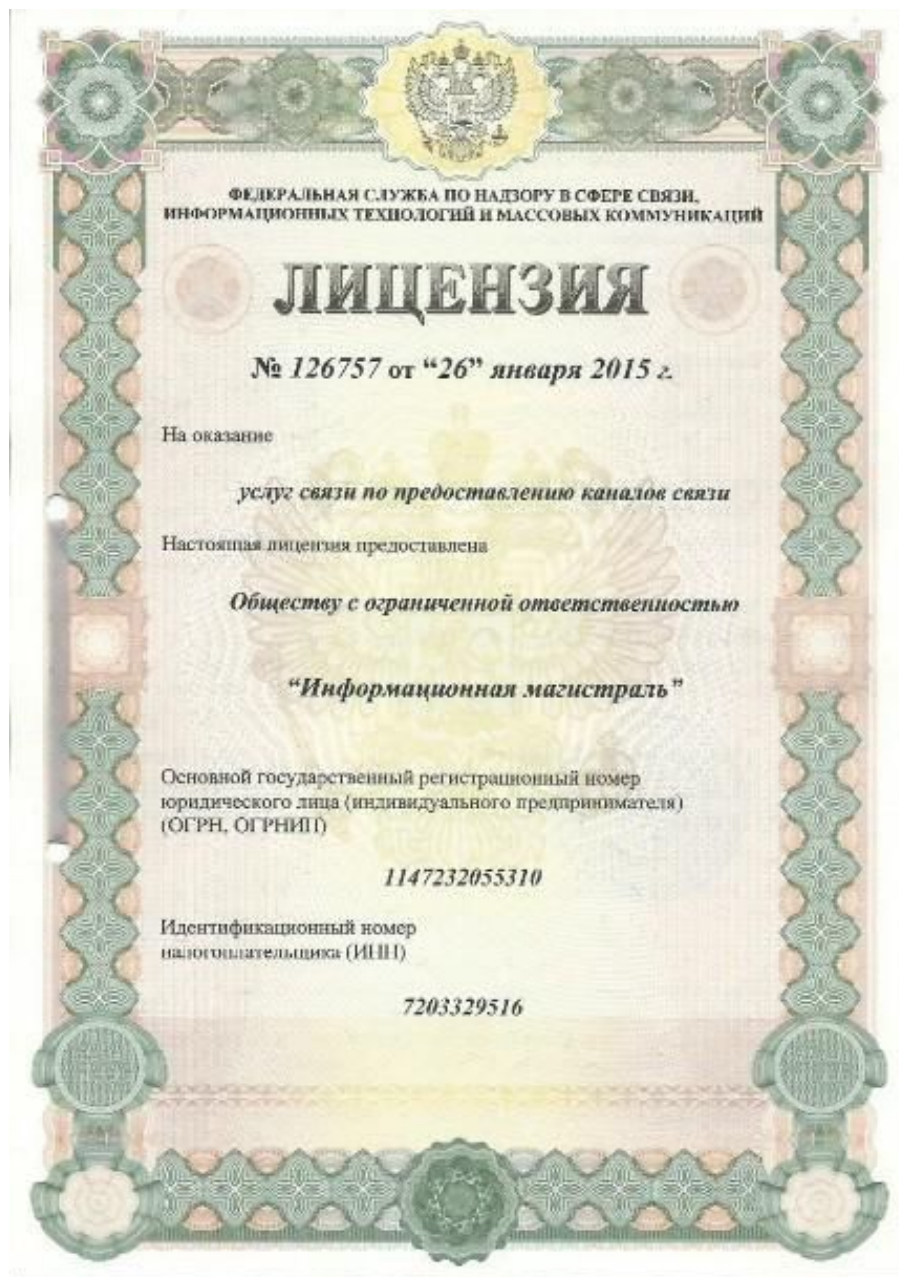 ФЕДЕРАЛЬНАЯ СЛУЖБА ПО НАДЗОРУ В СФЕРЕ СВЯЗИ,
ИНФОРМАЦИОННЫХ ТЕХНОЛОГИЙ И МАССОВЫХ КОММУНИКАЦИЙ
ЛИЦЕНЗИЯ
№ 126757 от “26” января 2015 г.
На оказание
услуг связи по предоставлению каналов связи
Настоящая лицензия предоставлена
Обществу с ограниченной ответственностью
“Информационная магистраль”
Основной государственный регистрационный номер
юридического лица (индивидуального предпринимателя)
(ОГРН, ОГРНИП)
1147232055310
Идентификационный номер
налогоплательщика (ИНН)
7203329516